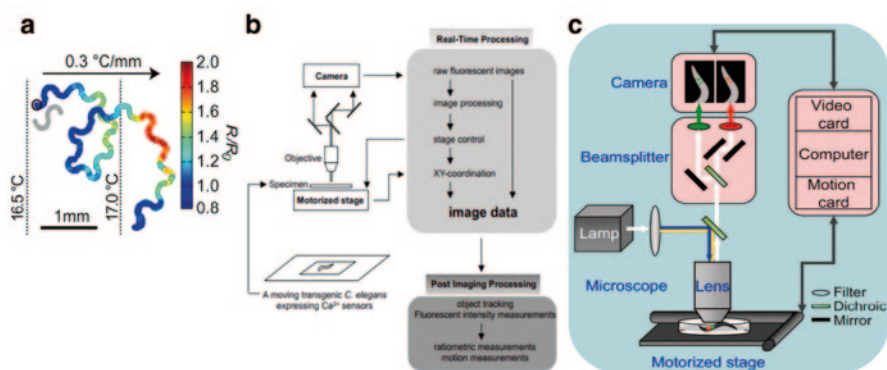 a
0.3 °C/mm
16.5 °C
17.0 °C
1mm
2.0
1.8
1.6
1.4
1.2
1.0
0.8
R/R0
b
Real-Time Processing
Camera
raw fluorescent images
image processing
stage control
XY-coordination
image data
Objective
Specimen
Motorized stage
A moving transgenic C. elegans
expressing Ca²⁺ sensors
Post Imaging Processing
object tracking
Fluorescent intensity measurements
ratiometric measurements
motion measurements
c
Camera
Beamsplitter
Lamp
Microscope
Lens
Motorized stage
Video
card
Computer
Motion
card
Filter
Dichroic
Mirror